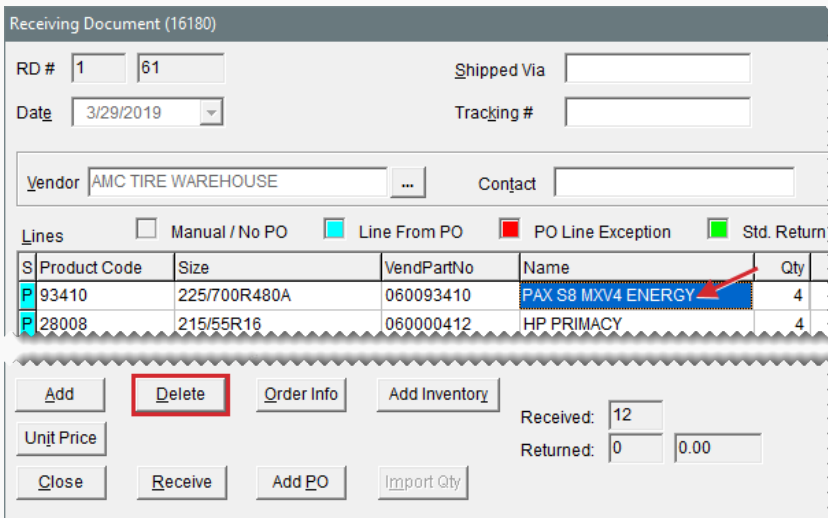 Receiving Document (16180)
RD # 1 61 Shipped Via
Date 3/29/2019 Tracking #
Vendor AMC TIRE WAREHOUSE ... Contact
Lines Manual / No PO Line From PO PO Line Exception Std. Return
S Product Code Size VendPartNo Name Qty
P 93410 225/700R480A 060093410 PAX S8 MXV4 ENERGY 4
P 28008 215/55R16 060000412 HP PRIMACY 4
Add Delete Order Info Add Inventory
Received: 12
Unit Price
Returned: 0 0.00
Close Receive Add PO Import Qty